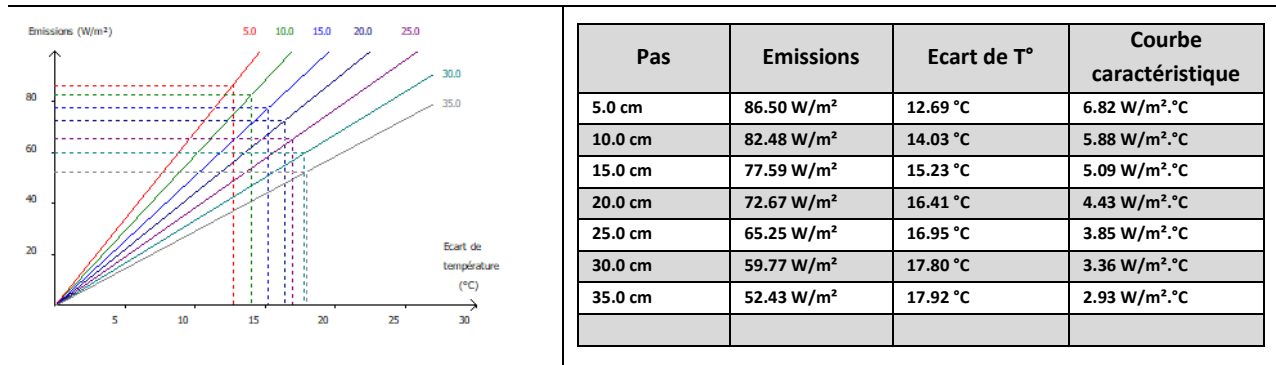 Emissions (W/m²)
5.0 10.0 15.0 20.0 25.0
30.0
35.0
80
60
40
20
Ecart de
température
(°C)
5 10 15 20 25 30
Pas Emissions Ecart de T° Courbe
caractéristique
5.0 cm 86.50 W/m² 12.69 °C 6.82 W/m².°C
10.0 cm 82.48 W/m² 14.03 °C 5.88 W/m².°C
15.0 cm 77.59 W/m² 15.23 °C 5.09 W/m².°C
20.0 cm 72.67 W/m² 16.41 °C 4.43 W/m².°C
25.0 cm 65.25 W/m² 16.95 °C 3.85 W/m².°C
30.0 cm 59.77 W/m² 17.80 °C 3.36 W/m².°C
35.0 cm 52.43 W/m² 17.92 °C 2.93 W/m².°C